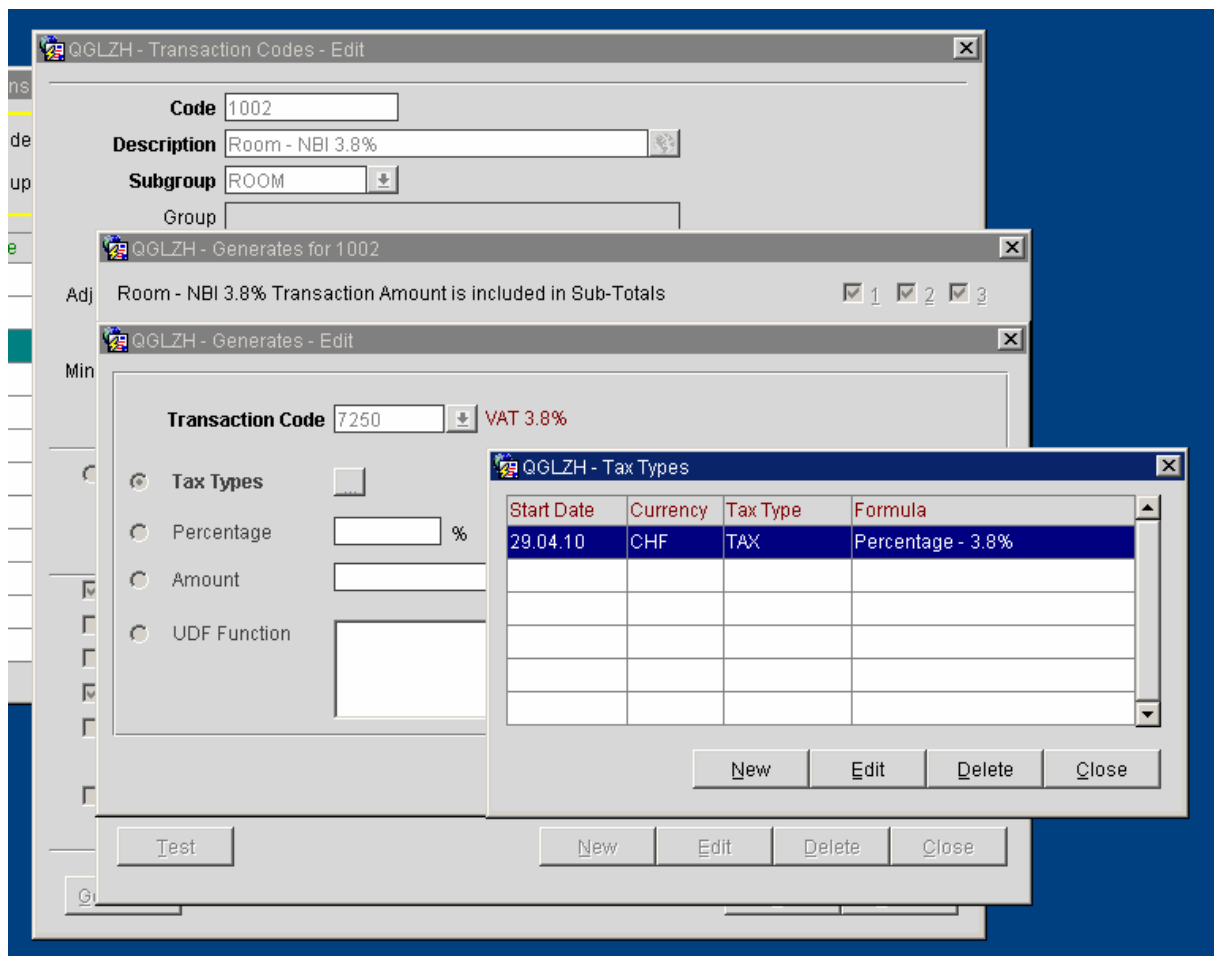 QGLZH - Transaction Codes - Edit
ns
Code 1002
de
Description Room - NBI 3.8%
up
Subgroup ROOM
Group
e
QGLZH - Generates for 1002
Adj
Room - NBI 3.8% Transaction Amount is included in Sub-Totals 1 2 3
QGLZH - Generates - Edit
Min
Transaction Code 7250 VAT 3.8%
QGLZH - Tax Types
Tax Types ...
Start Date Currency Tax Type Formula
Percentage %
29.04.10 CHF TAX Percentage - 3.8%
Amount
UDF Function
New Edit Delete Close
Test New Edit Delete Close
G